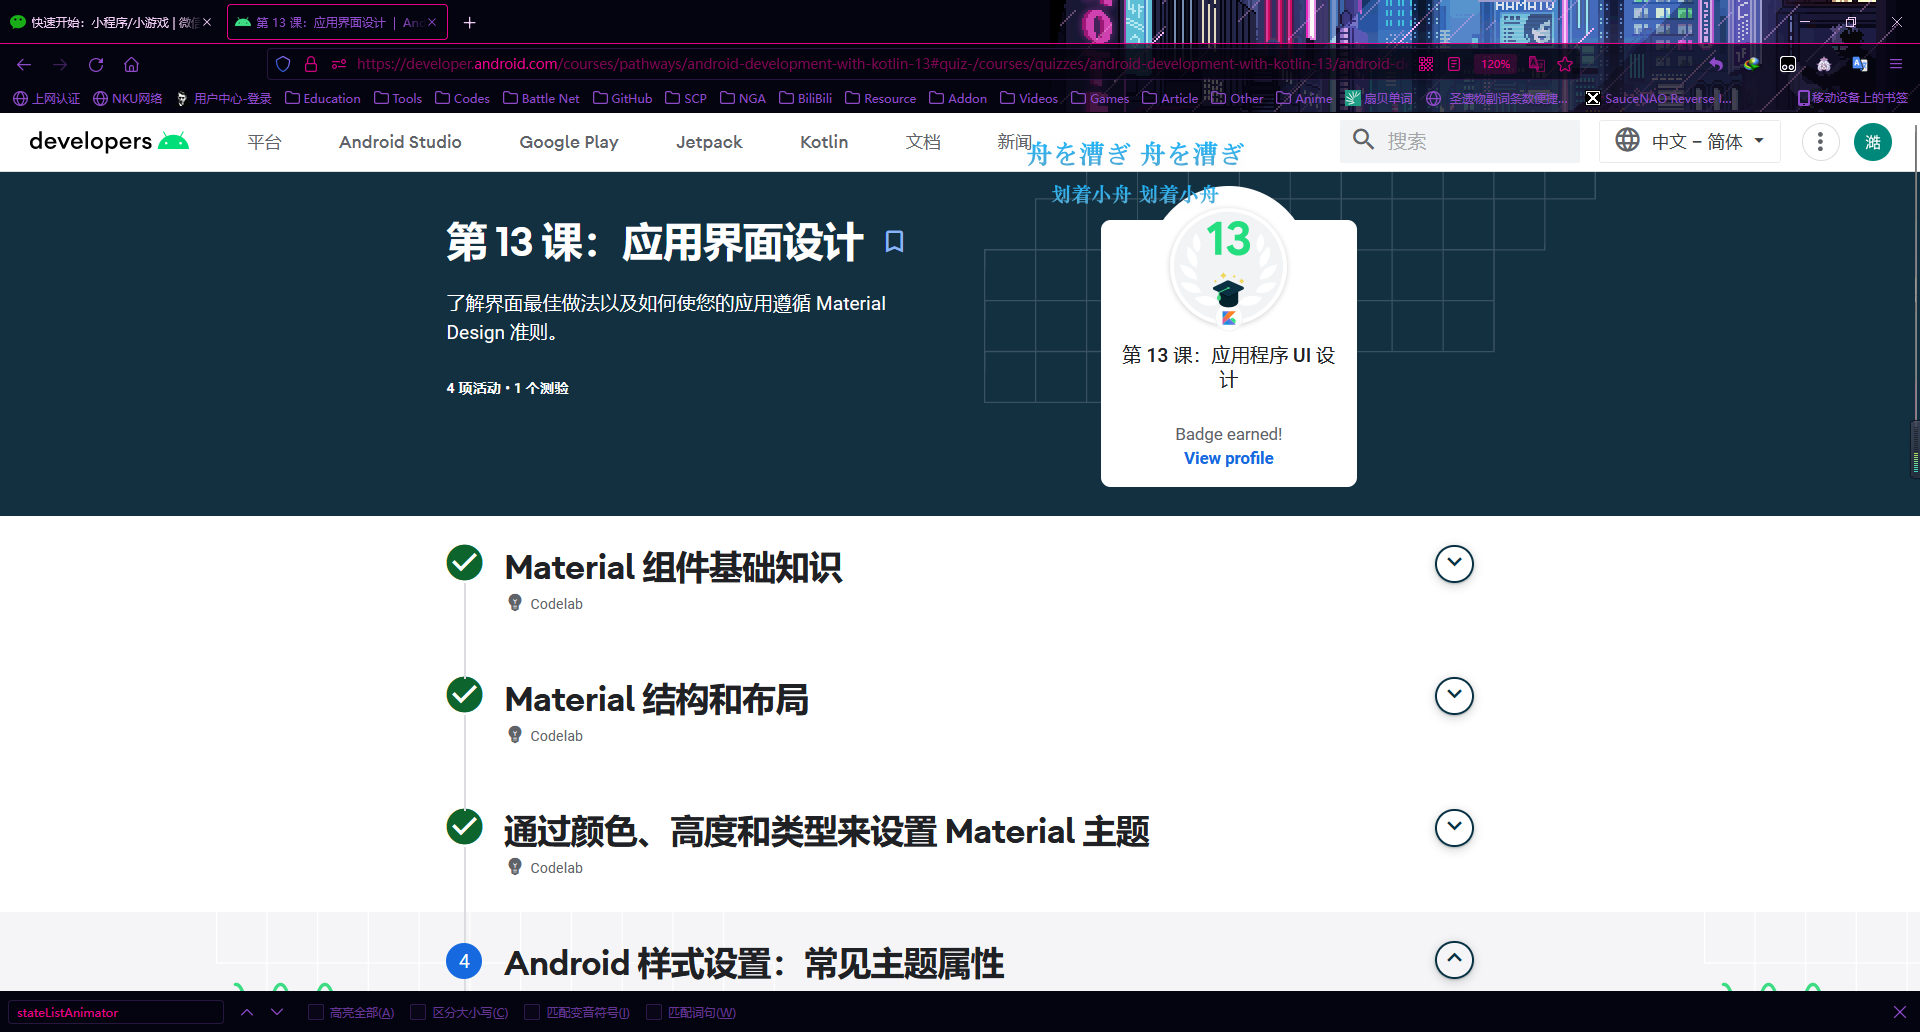 快速开始：小程序/小游戏 | 微信
第 13 课：应用界面设计 | And
https://developer.android.com/courses/pathways/android-development-with-kotlin-13#quiz-/courses/quizzes/android-development-with-kotlin-13/android-d
120%
上网认证 NKU网络 用户中心-登录 Education Tools Codes Battle Net GitHub SCP NGA BiliBili Resource Addon Videos Games Article Other Anime 扇贝单词 圣遗物副词条数便捷... SauceNAO Reverse I... 移动设备上的书签
developers 平台 Android Studio Google Play Jetpack Kotlin 文档 新闻 搜索 中文 – 简体 澔
舟を漕ぎ 舟を漕ぎ
划着小舟 划着小舟
第 13 课：应用界面设计
了解界面最佳做法以及如何使您的应用遵循 Material
Design 准则。
4 项活动 • 1 个测验
13
第 13 课：应用程序 UI 设
计
Badge earned!
View profile
Material 组件基础知识
Codelab
Material 结构和布局
Codelab
通过颜色、高度和类型来设置 Material 主题
Codelab
4 Android 样式设置：常见主题属性
stateListAnimator 高亮全部(A) 区分大小写(C) 匹配变音符号(I) 匹配词句(W)